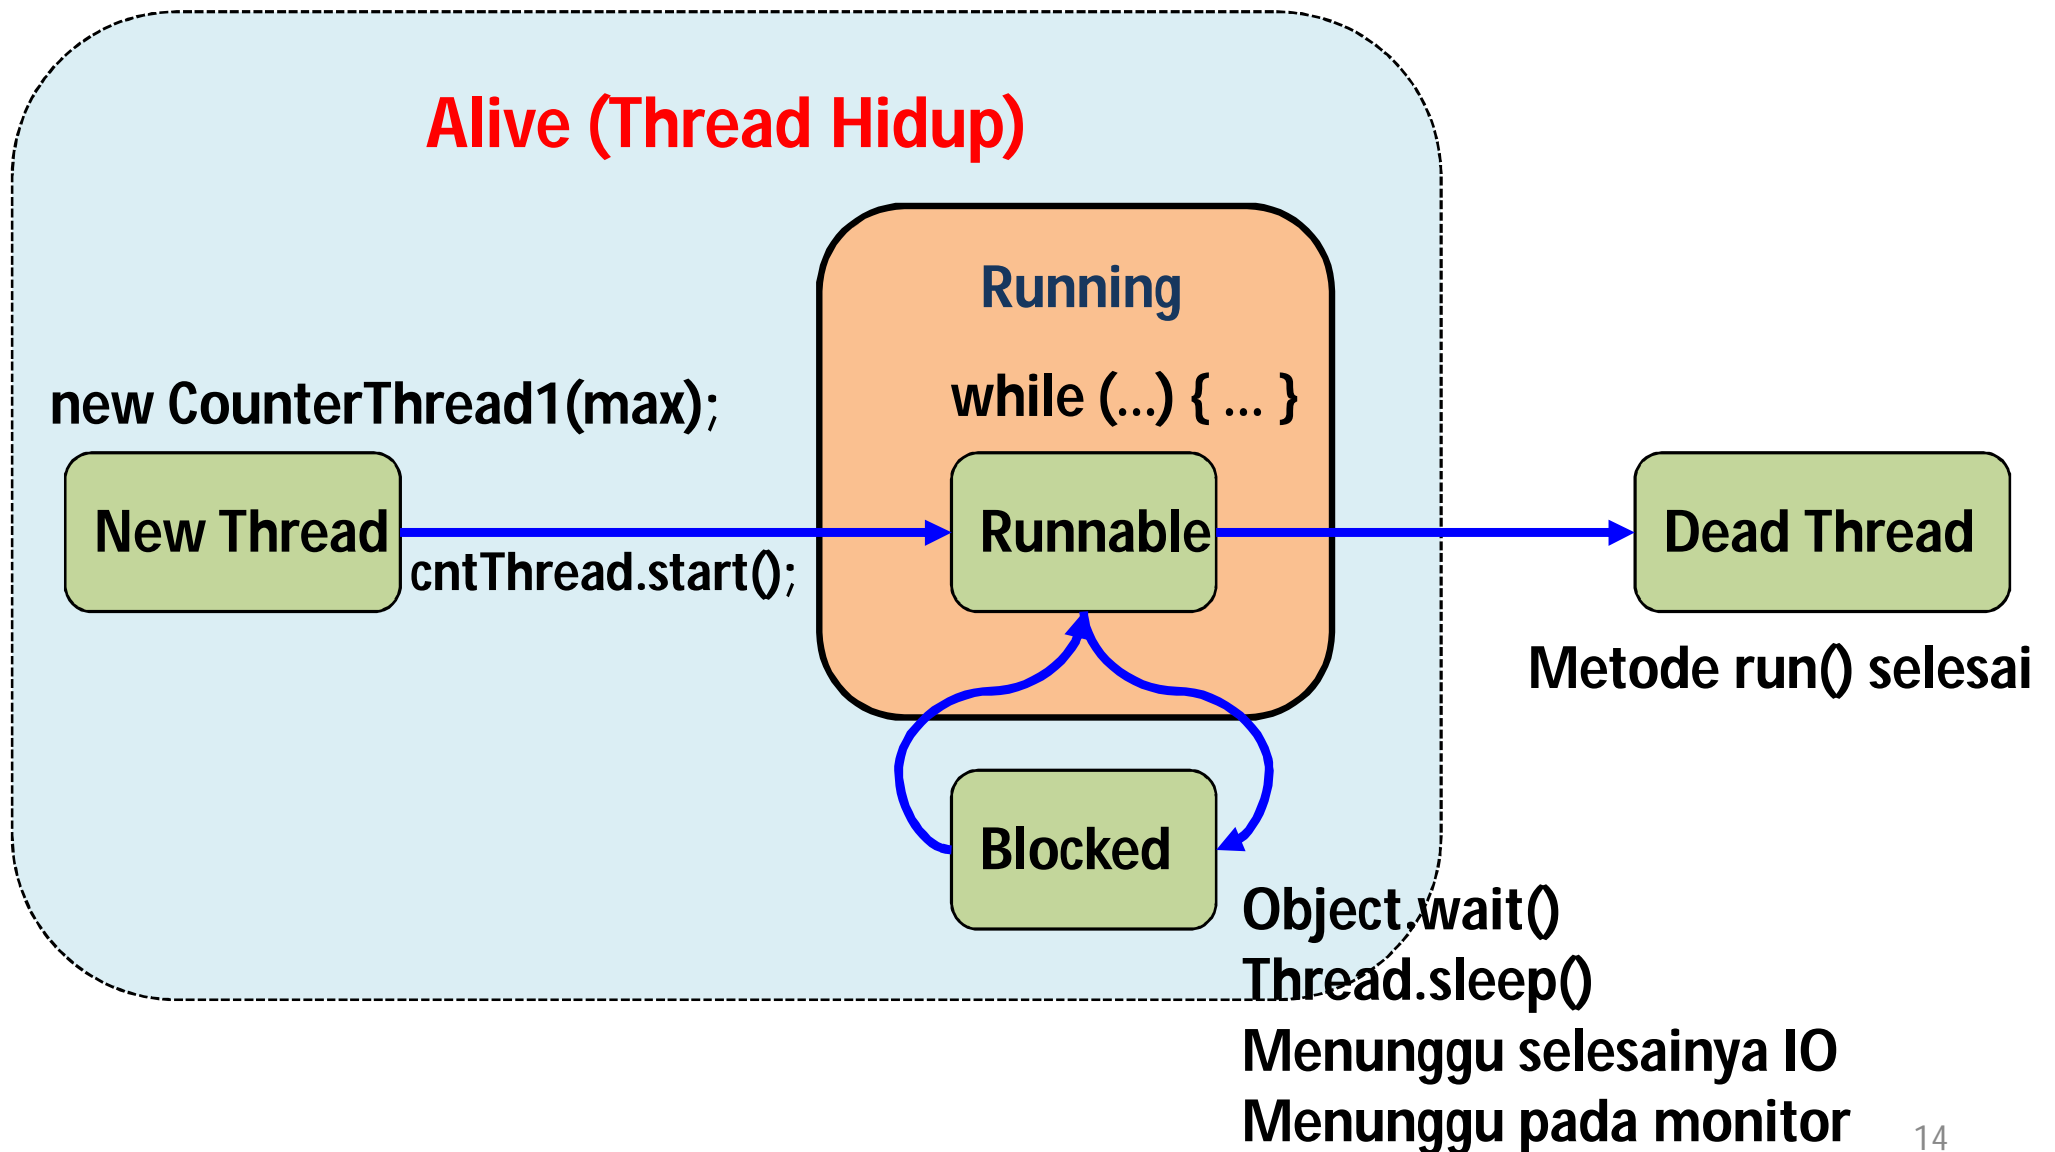 Alive (Thread Hidup)
Running
new CounterThread1(max);
while (...) { ... }
New Thread
cntThread.start();
Runnable
Dead Thread
Metode run() selesai
Blocked
Object.wait()
Thread.sleep()
Menunggu selesainya IO
Menunggu pada monitor
14